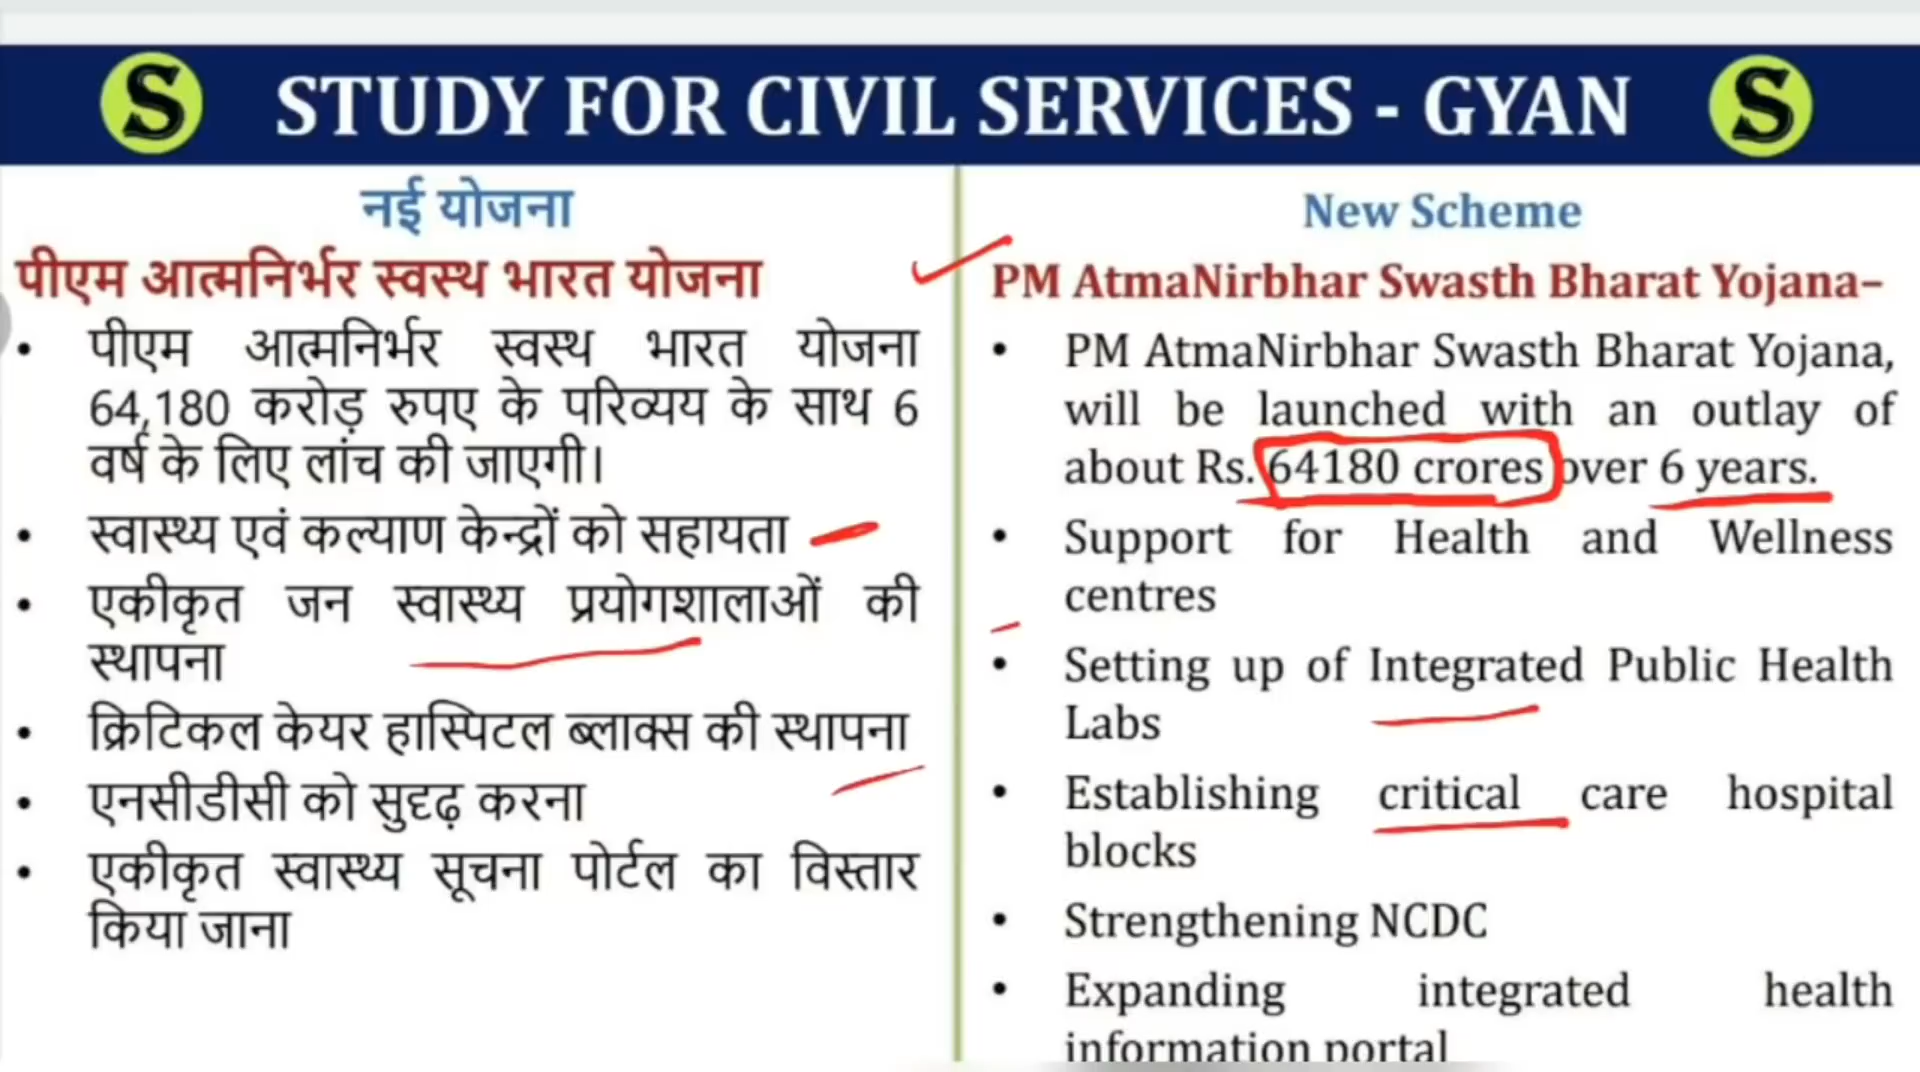 S STUDY FOR CIVIL SERVICES - GYAN S
नई योजना
पीएम आत्मनिर्भर स्वस्थ भारत योजना
• पीएम आत्मनिर्भर स्वस्थ भारत योजना
64,180 करोड़ रुपए के परिव्यय के साथ 6
वर्ष के लिए लांच की जाएगी।
• स्वास्थ्य एवं कल्याण केन्द्रों को सहायता
• एकीकृत जन स्वास्थ्य प्रयोगशालाओं की
स्थापना
• क्रिटिकल केयर हास्पिटल ब्लाक्स की स्थापना
• एनसीडीसी को सुदृढ़ करना
• एकीकृत स्वास्थ्य सूचना पोर्टल का विस्तार
किया जाना
New Scheme
PM AtmaNirbhar Swasth Bharat Yojana–
• PM AtmaNirbhar Swasth Bharat Yojana,
will be launched with an outlay of
about Rs. 64180 crores over 6 years.
• Support for Health and Wellness
centres
• Setting up of Integrated Public Health
Labs
• Establishing critical care hospital
blocks
• Strengthening NCDC
• Expanding integrated health
information portal